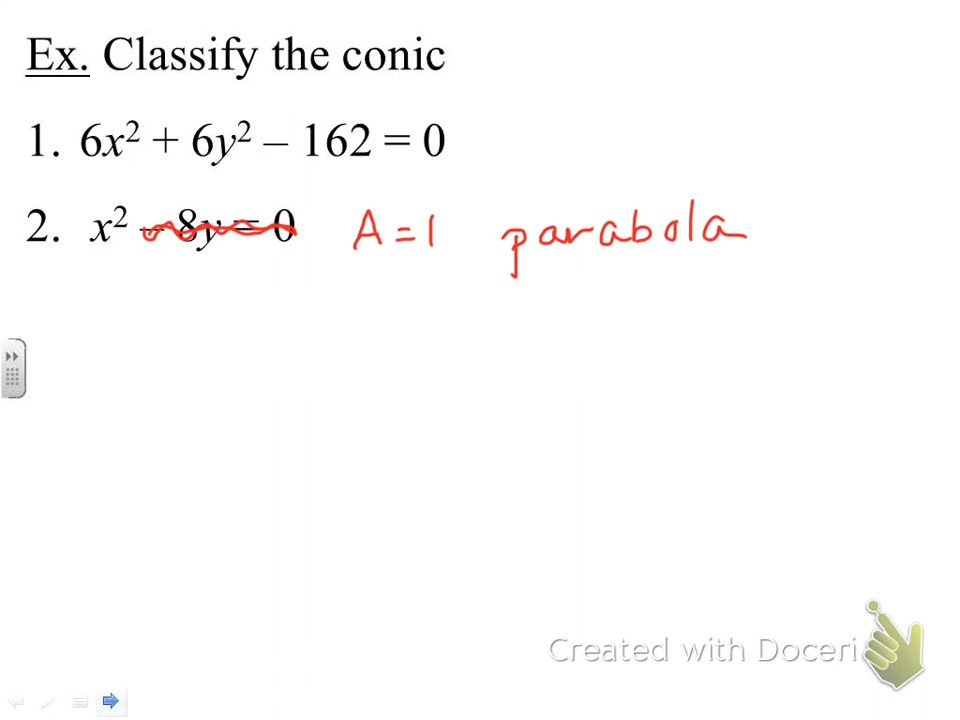 Ex. Classify the conic
1. 6x² + 6y² – 162 = 0
2. x² – 8y = 0 A = 1 parabola
Created with Doceri